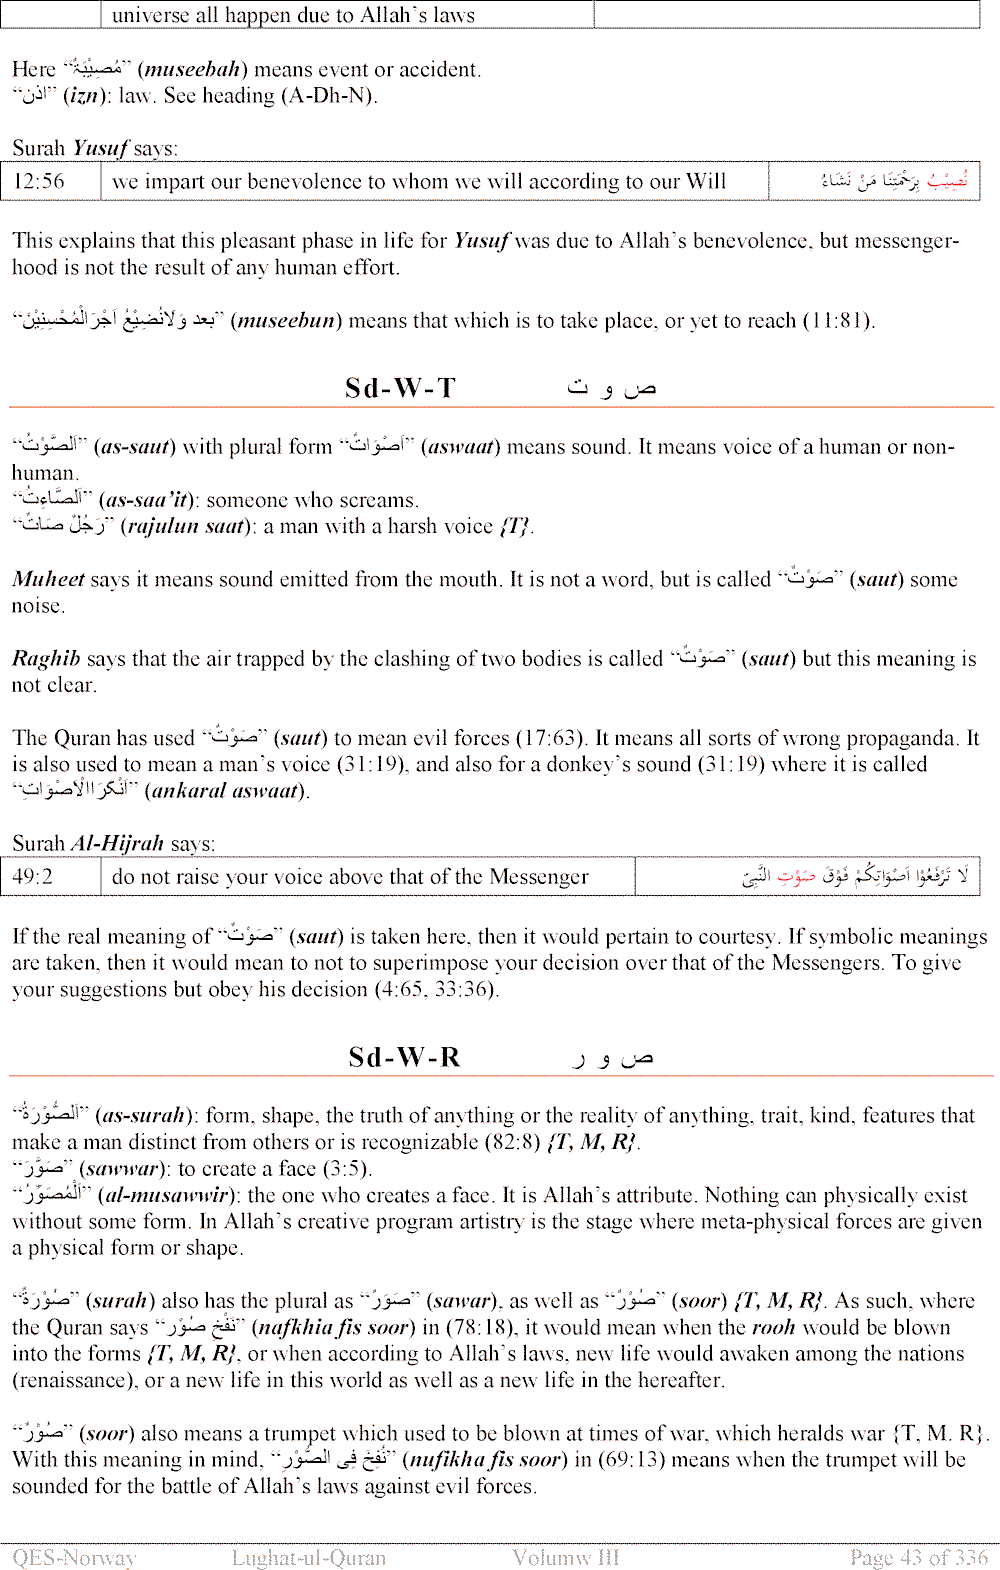 universe all happen due to Allah's laws
Here “مُصِيْبَۃٌ” (museebah) means event or accident.
“اذن” (izn): law. See heading (A-Dh-N).
Surah Yusuf says:
12:56 we impart our benevolence to whom we will according to our Will نُصِيْبُ بِرَحْمَتِنَا مَنْ نَشَاءُ
This explains that this pleasant phase in life for Yusuf was due to Allah's benevolence, but messenger-
hood is not the result of any human effort.
“بعد وَلَانُضِيْعُ اَجْرَالْمُحْسِنِيْنَ” (museebun) means that which is to take place, or yet to reach (11:81).
Sd-W-T ص و ت
“اَلصَّوْتُ” (as-saut) with plural form “اَصْوَاتٌ” (aswaat) means sound. It means voice of a human or non-
human.
“اَلصَّاءِتُ” (as-saa'it): someone who screams.
“رَجُلٌ صَاتٌ” (rajulun saat): a man with a harsh voice {T}.
Muheet says it means sound emitted from the mouth. It is not a word, but is called “صَوْتٌ” (saut) some
noise.
Raghib says that the air trapped by the clashing of two bodies is called “صَوْتٌ” (saut) but this meaning is
not clear.
The Quran has used “صَوْتٌ” (saut) to mean evil forces (17:63). It means all sorts of wrong propaganda. It
is also used to mean a man's voice (31:19), and also for a donkey's sound (31:19) where it is called
“اَنْكَرَاالْاَصْوَاتِ” (ankaral aswaat).
Surah Al-Hijrah says:
49:2 do not raise your voice above that of the Messenger لَا تَرْفَعُوْا اَصْوَاتِكُمْ فَوْقَ صَوْتِ النَّبِیِّ
If the real meaning of “صَوْتٌ” (saut) is taken here, then it would pertain to courtesy. If symbolic meanings
are taken, then it would mean to not to superimpose your decision over that of the Messengers. To give
your suggestions but obey his decision (4:65, 33:36).
Sd-W-R ص و ر
“اَلصُّوْرَۃُ” (as-surah): form, shape, the truth of anything or the reality of anything, trait, kind, features that
make a man distinct from others or is recognizable (82:8) {T, M, R}.
“صَوَّرَ” (sawwar): to create a face (3:5).
“اَلْمُصَوِّرُ” (al-musawwir): the one who creates a face. It is Allah's attribute. Nothing can physically exist
without some form. In Allah's creative program artistry is the stage where meta-physical forces are given
a physical form or shape.
“صُوْرَۃٌ” (surah) also has the plural as “صَوَرٌ” (sawar), as well as “صُوْرٌ” (soor) {T, M, R}. As such, where
the Quran says “نَفْخَ صُوْر” (nafkhia fis soor) in (78:18), it would mean when the rooh would be blown
into the forms {T, M, R}, or when according to Allah's laws, new life would awaken among the nations
(renaissance), or a new life in this world as well as a new life in the hereafter.
“صُوْرٌ” (soor) also means a trumpet which used to be blown at times of war, which heralds war {T, M. R}.
With this meaning in mind, “نُفِخَ فِی الصُّوْرِ” (nufikha fis soor) in (69:13) means when the trumpet will be
sounded for the battle of Allah's laws against evil forces.
QES-Norway Lughat-ul-Quran Volumw III Page 43 of 336